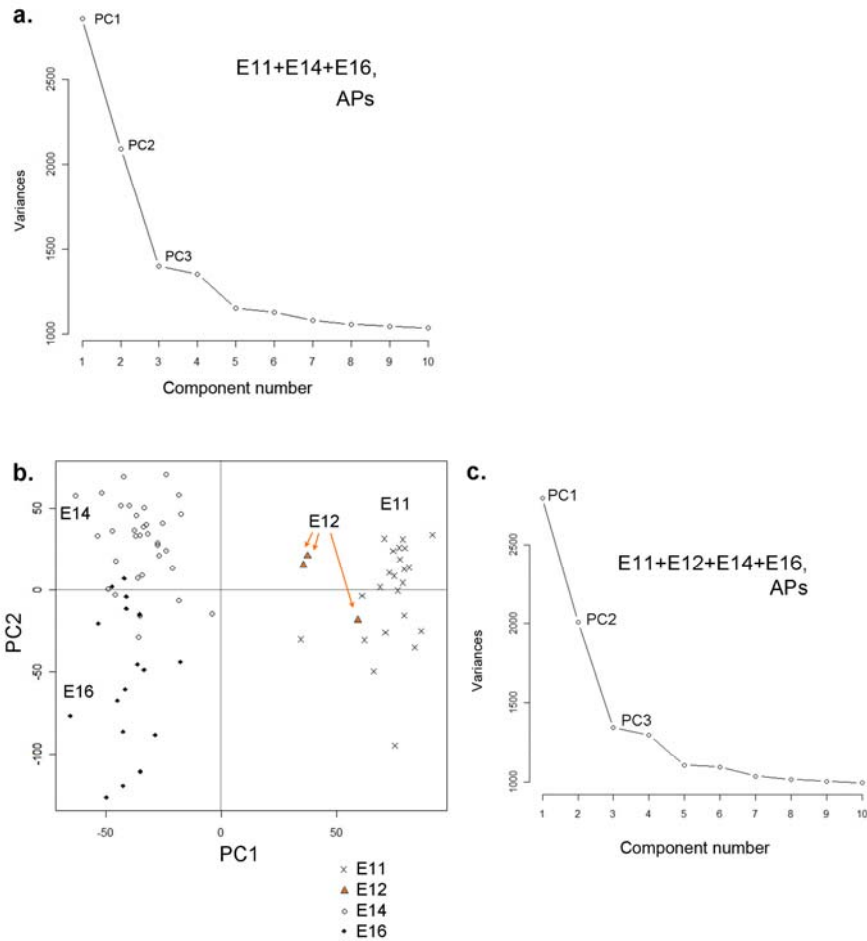 a.
PC1
E11+E14+E16,
APs
2500
PC2
2000
Variances
PC3
1500
1000
1 2 3 4 5 6 7 8 9 10
Component number
b.
E11
E12
E14
50
0
PC2
-50
E16
-100
-50 0 50
PC1
E11
E12
E14
E16
c.
PC1
E11+E12+E14+E16,
APs
2500
PC2
2000
Variances
PC3
1500
1000
1 2 3 4 5 6 7 8 9 10
Component number